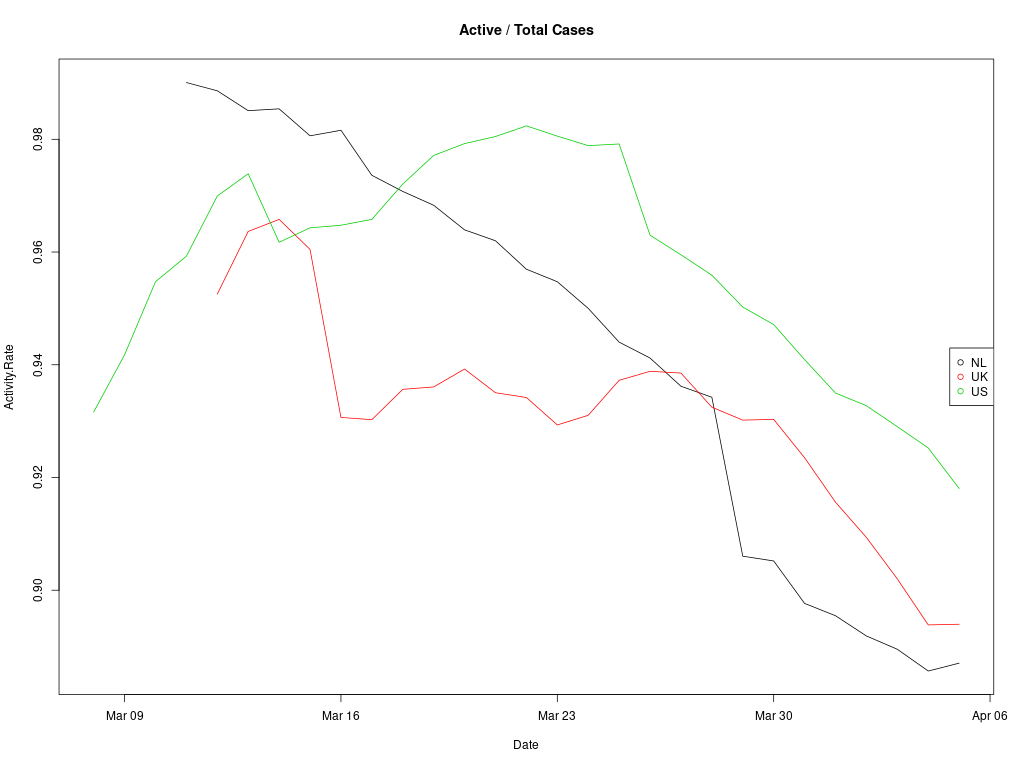 Active / Total Cases
Activity.Rate
0.98
0.96
0.94
0.92
0.90
NL
UK
US
Mar 09 Mar 16 Mar 23 Mar 30 Apr 06
Date